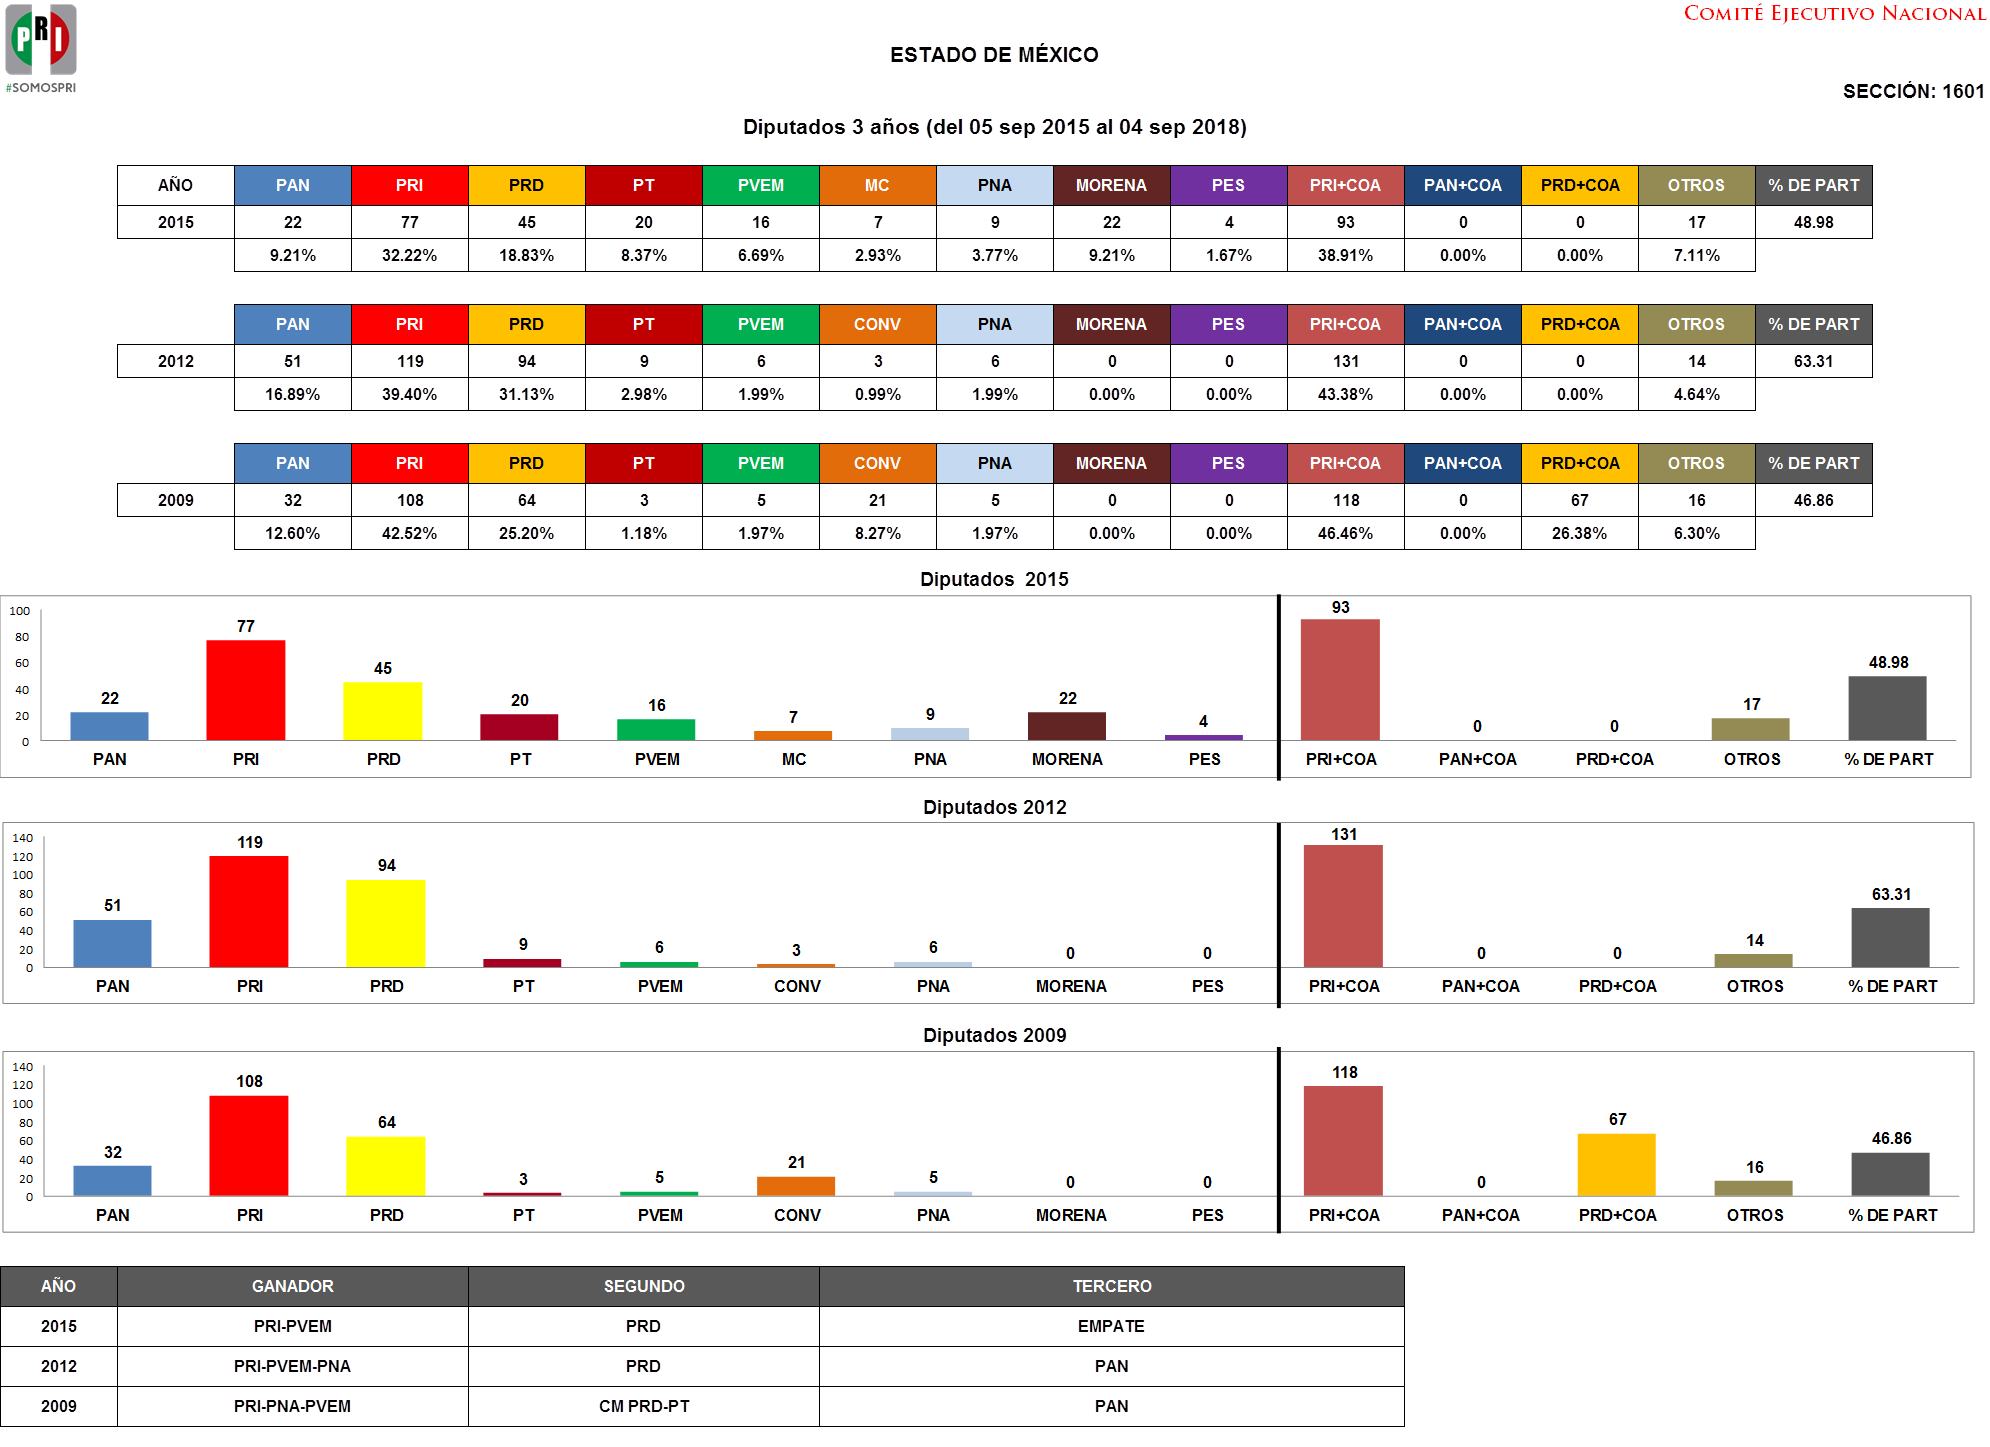 PRI
#SOMOSPRI
COMITÉ EJECUTIVO NACIONAL
ESTADO DE MÉXICO
SECCIÓN: 1601
Diputados 3 años (del 05 sep 2015 al 04 sep 2018)
AÑO PAN PRI PRD PT PVEM MC PNA MORENA PES PRI+COA PAN+COA PRD+COA OTROS % DE PART
2015 22 77 45 20 16 7 9 22 4 93 0 0 17 48.98
9.21% 32.22% 18.83% 8.37% 6.69% 2.93% 3.77% 9.21% 1.67% 38.91% 0.00% 0.00% 7.11%
PAN PRI PRD PT PVEM CONV PNA MORENA PES PRI+COA PAN+COA PRD+COA OTROS % DE PART
2012 51 119 94 9 6 3 6 0 0 131 0 0 14 63.31
16.89% 39.40% 31.13% 2.98% 1.99% 0.99% 1.99% 0.00% 0.00% 43.38% 0.00% 0.00% 4.64%
PAN PRI PRD PT PVEM CONV PNA MORENA PES PRI+COA PAN+COA PRD+COA OTROS % DE PART
2009 32 108 64 3 5 21 5 0 0 118 0 67 16 46.86
12.60% 42.52% 25.20% 1.18% 1.97% 8.27% 1.97% 0.00% 0.00% 46.46% 0.00% 26.38% 6.30%
Diputados 2015
100
80
60
40
20
0
22 77 45 20 16 7 9 22 4 93 0 0 17 48.98
PAN PRI PRD PT PVEM MC PNA MORENA PES PRI+COA PAN+COA PRD+COA OTROS % DE PART
Diputados 2012
140
120
100
80
60
40
20
0
51 119 94 9 6 3 6 0 0 131 0 0 14 63.31
PAN PRI PRD PT PVEM CONV PNA MORENA PES PRI+COA PAN+COA PRD+COA OTROS % DE PART
Diputados 2009
140
120
100
80
60
40
20
0
32 108 64 3 5 21 5 0 0 118 0 67 16 46.86
PAN PRI PRD PT PVEM CONV PNA MORENA PES PRI+COA PAN+COA PRD+COA OTROS % DE PART
AÑO GANADOR SEGUNDO TERCERO
2015 PRI-PVEM PRD EMPATE
2012 PRI-PVEM-PNA PRD PAN
2009 PRI-PNA-PVEM CM PRD-PT PAN